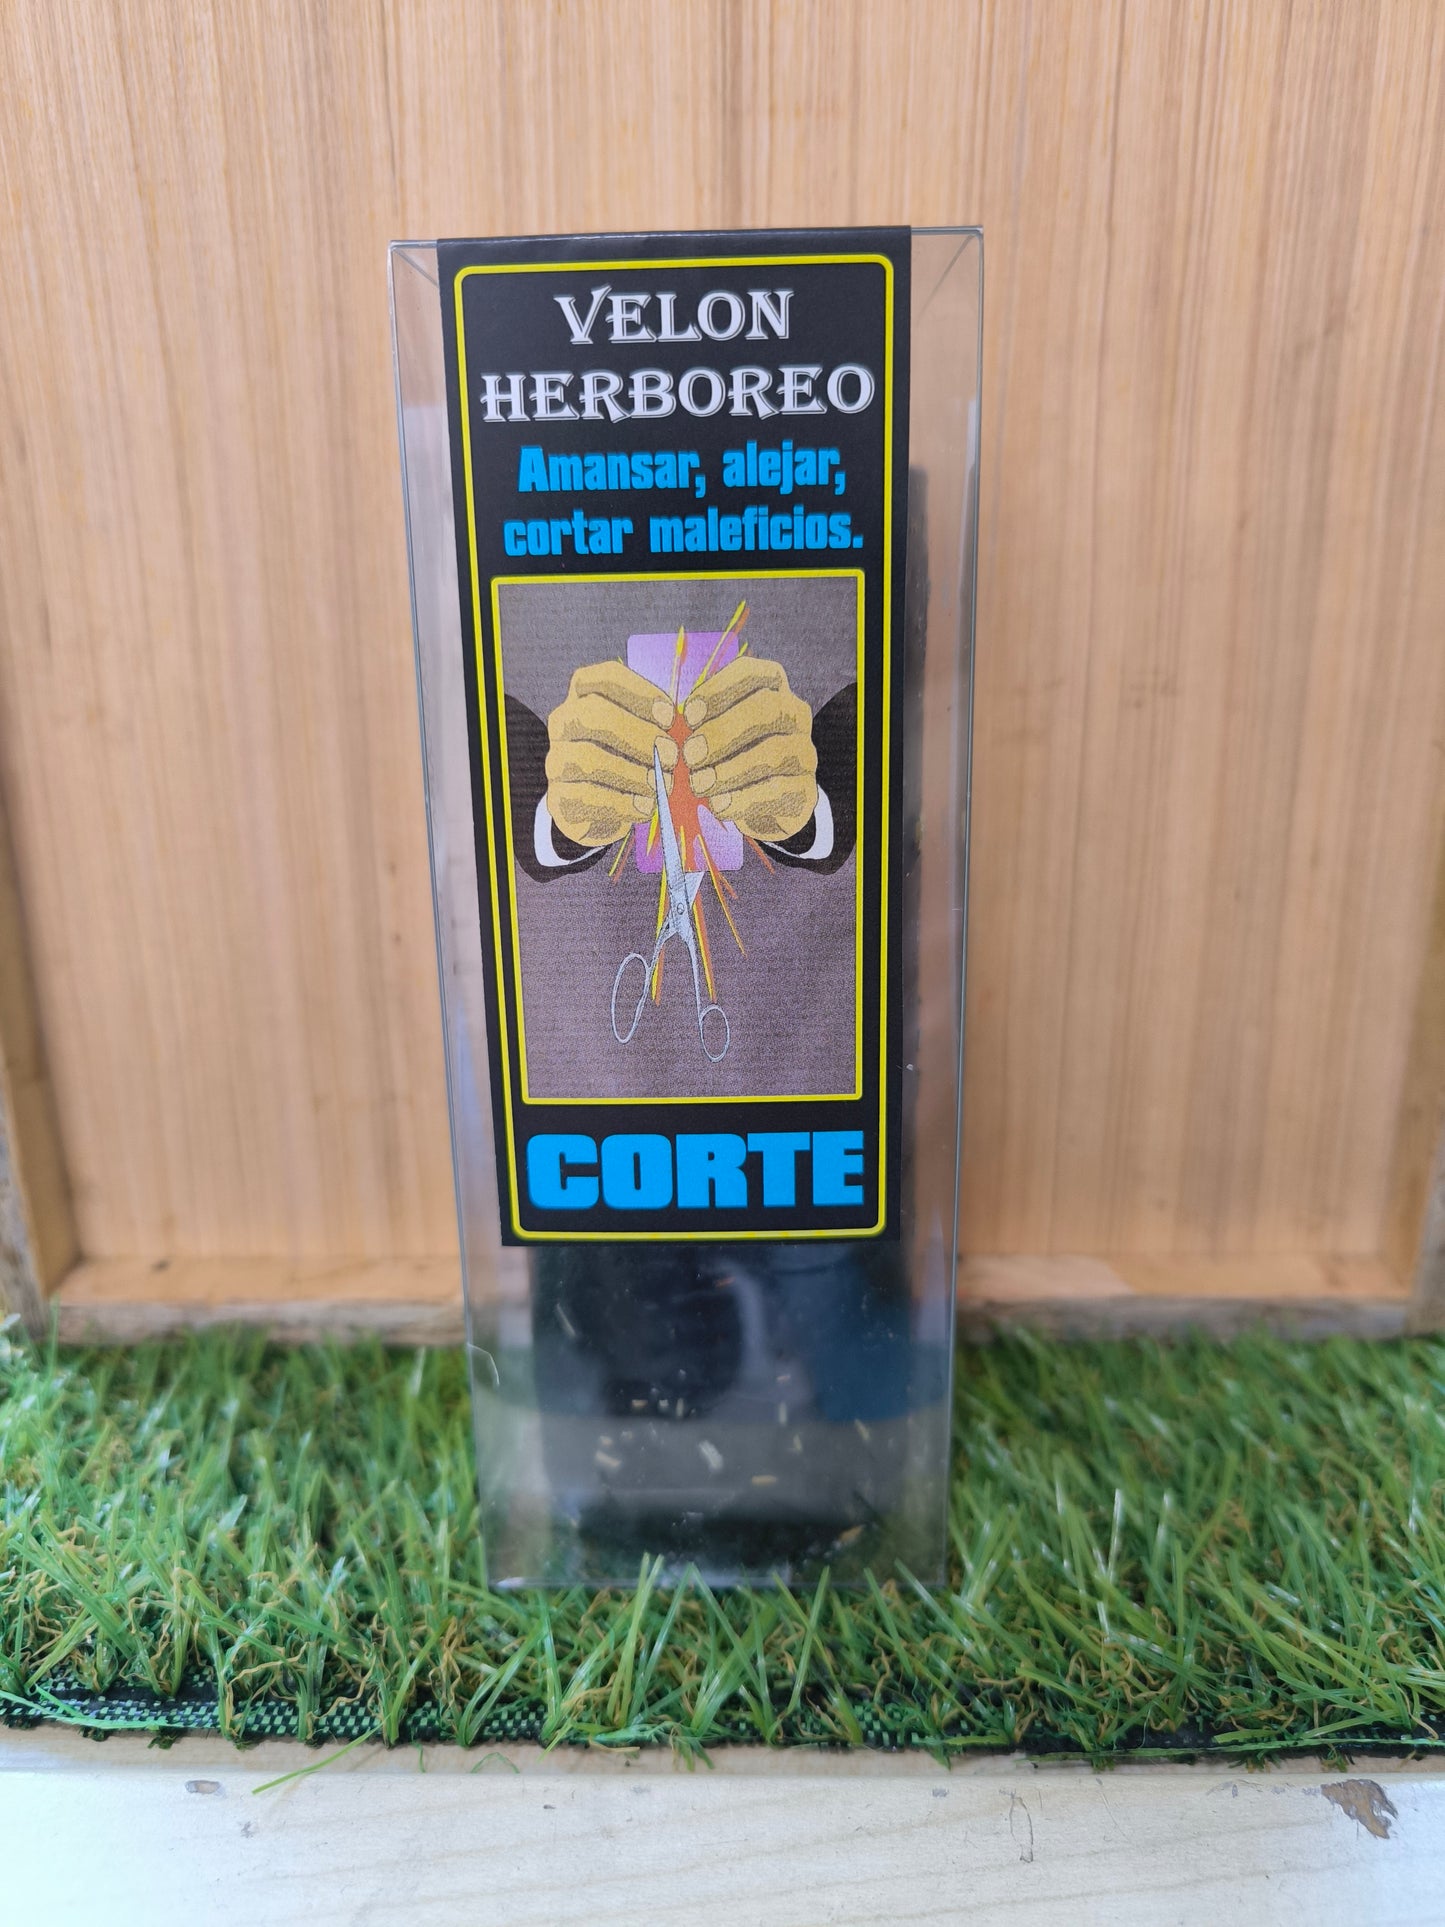 VELON
HERBOREO
Amansar, alejar,
cortar maleficios.
CORTE